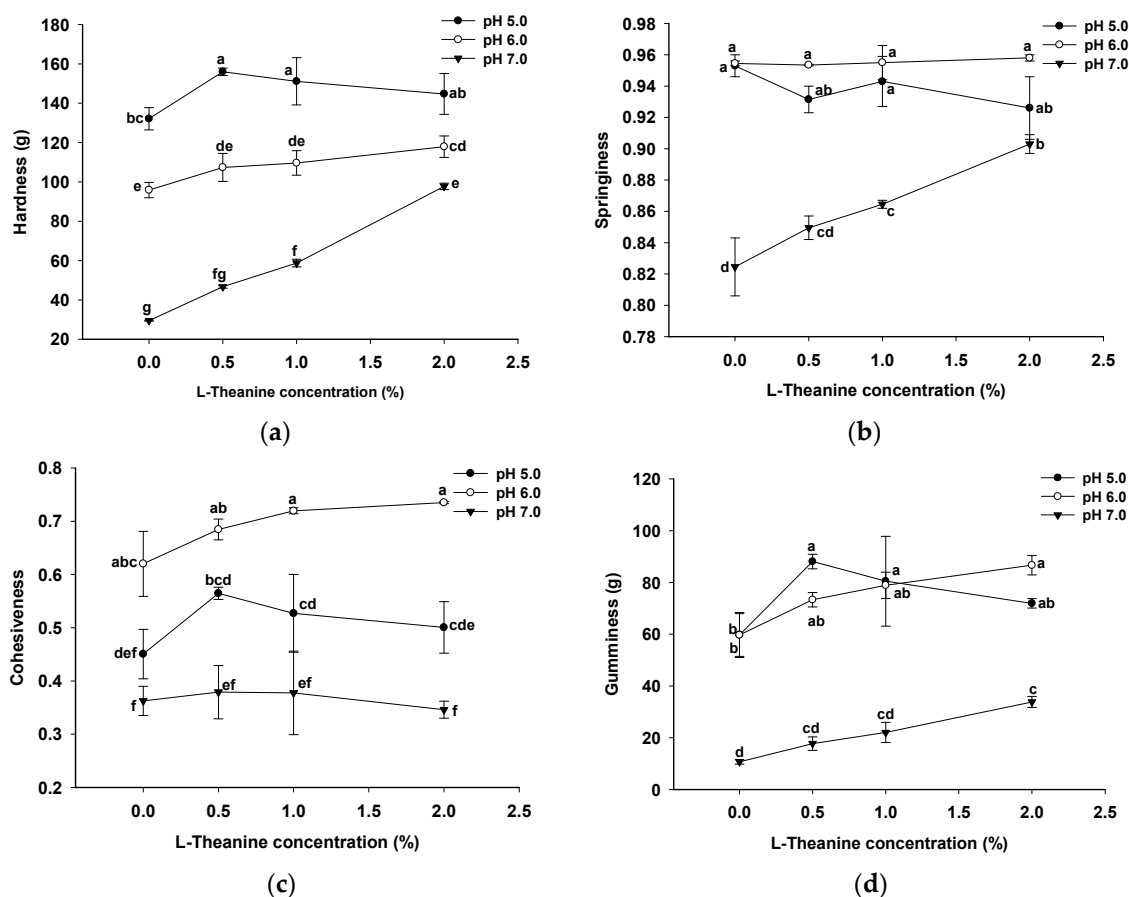 180
160
140
120
100
80
60
40
20
Hardness (g)
pH 5.0
pH 6.0
pH 7.0
a
a
ab
bc
de
de
cd
e
e
f
fg
g
0.0 0.5 1.0 2.0 2.5
L-Theanine concentration (%)
(a)
0.98
0.96
0.94
0.92
0.90
0.88
0.86
0.84
0.82
0.80
0.78
Springiness
pH 5.0
pH 6.0
pH 7.0
a
a
a
a
a
ab
a
ab
b
c
cd
d
0.0 0.5 1.0 2.0 2.5
L-Theanine concentration (%)
(b)
0.8
0.7
0.6
0.5
0.4
0.3
0.2
Cohesiveness
pH 5.0
pH 6.0
pH 7.0
abc
ab
a
a
def
bcd
cd
cde
f
ef
ef
f
0.0 0.5 1.0 2.0 2.5
L-Theanine concentration (%)
(c)
120
100
80
60
40
20
0
Gumminess (g)
pH 5.0
pH 6.0
pH 7.0
a
a
a
b
b
ab
ab
ab
d
cd
cd
c
0.0 0.5 1.0 2.0 2.5
L-Theanine concentration (%)
(d)